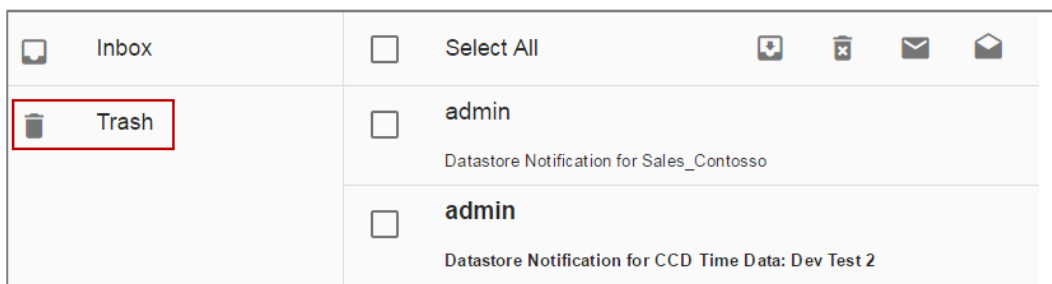 Inbox
Select All
Trash
admin
Datastore Notification for Sales_Contosso
admin
Datastore Notification for CCD Time Data: Dev Test 2